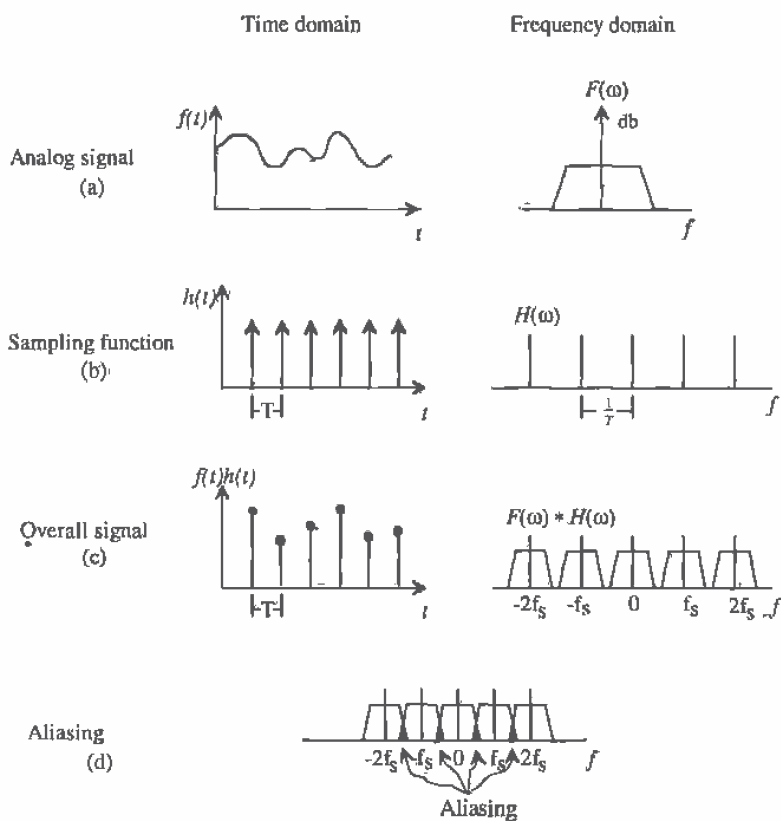 Time domain
Frequency domain
Analog signal
(a)
f(t)
t
F(ω)
db
f
Sampling function
(b)
h(t)
T
t
H(ω)
1/T
f
Overall signal
(c)
f(t)h(t)
T
t
F(ω) * H(ω)
-2fs -fs 0 fs 2fs f
Aliasing
(d)
-2fs -fs 0 fs 2fs f
Aliasing